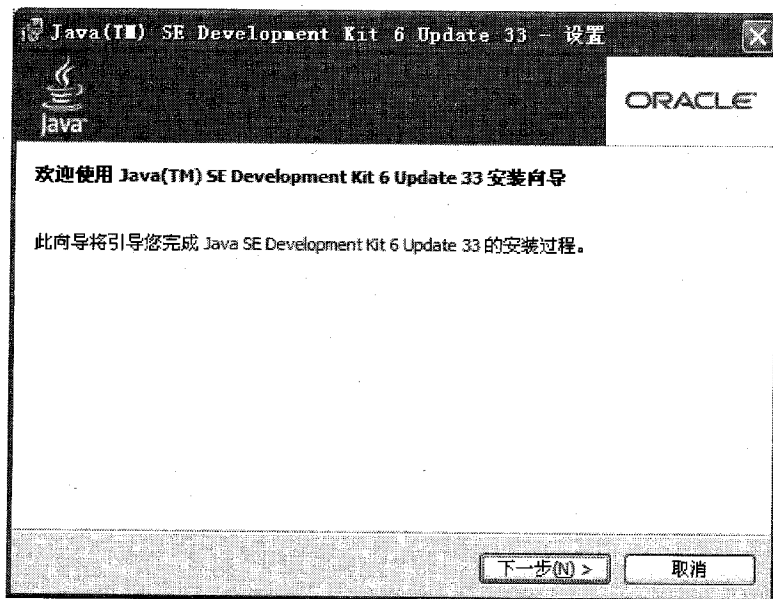 Java(TM) SE Development Kit 6 Update 33 - 设置
Java
ORACLE
欢迎使用 Java(TM) SE Development Kit 6 Update 33 安装向导
此向导将引导您完成 Java SE Development Kit 6 Update 33 的安装过程。
下一步(N) >
取消